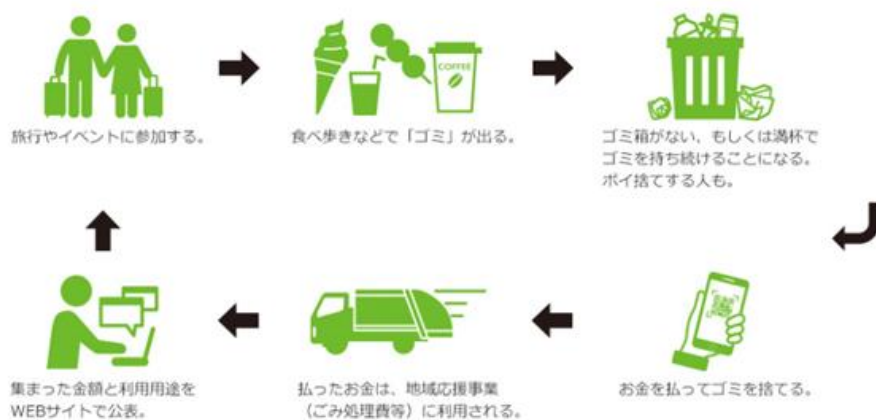 旅行やイベントに参加する。
COFFEE
食べ歩きなどで「ゴミ」が出る。
ゴミ箱がない、もしくは満杯で
ゴミを持ち続けることになる。
ポイ捨てする人も。
お金を払ってゴミを捨てる。
払ったお金は、地域応援事業
（ごみ処理費等）に利用される。
集まった金額と利用用途を
WEBサイトで公表。